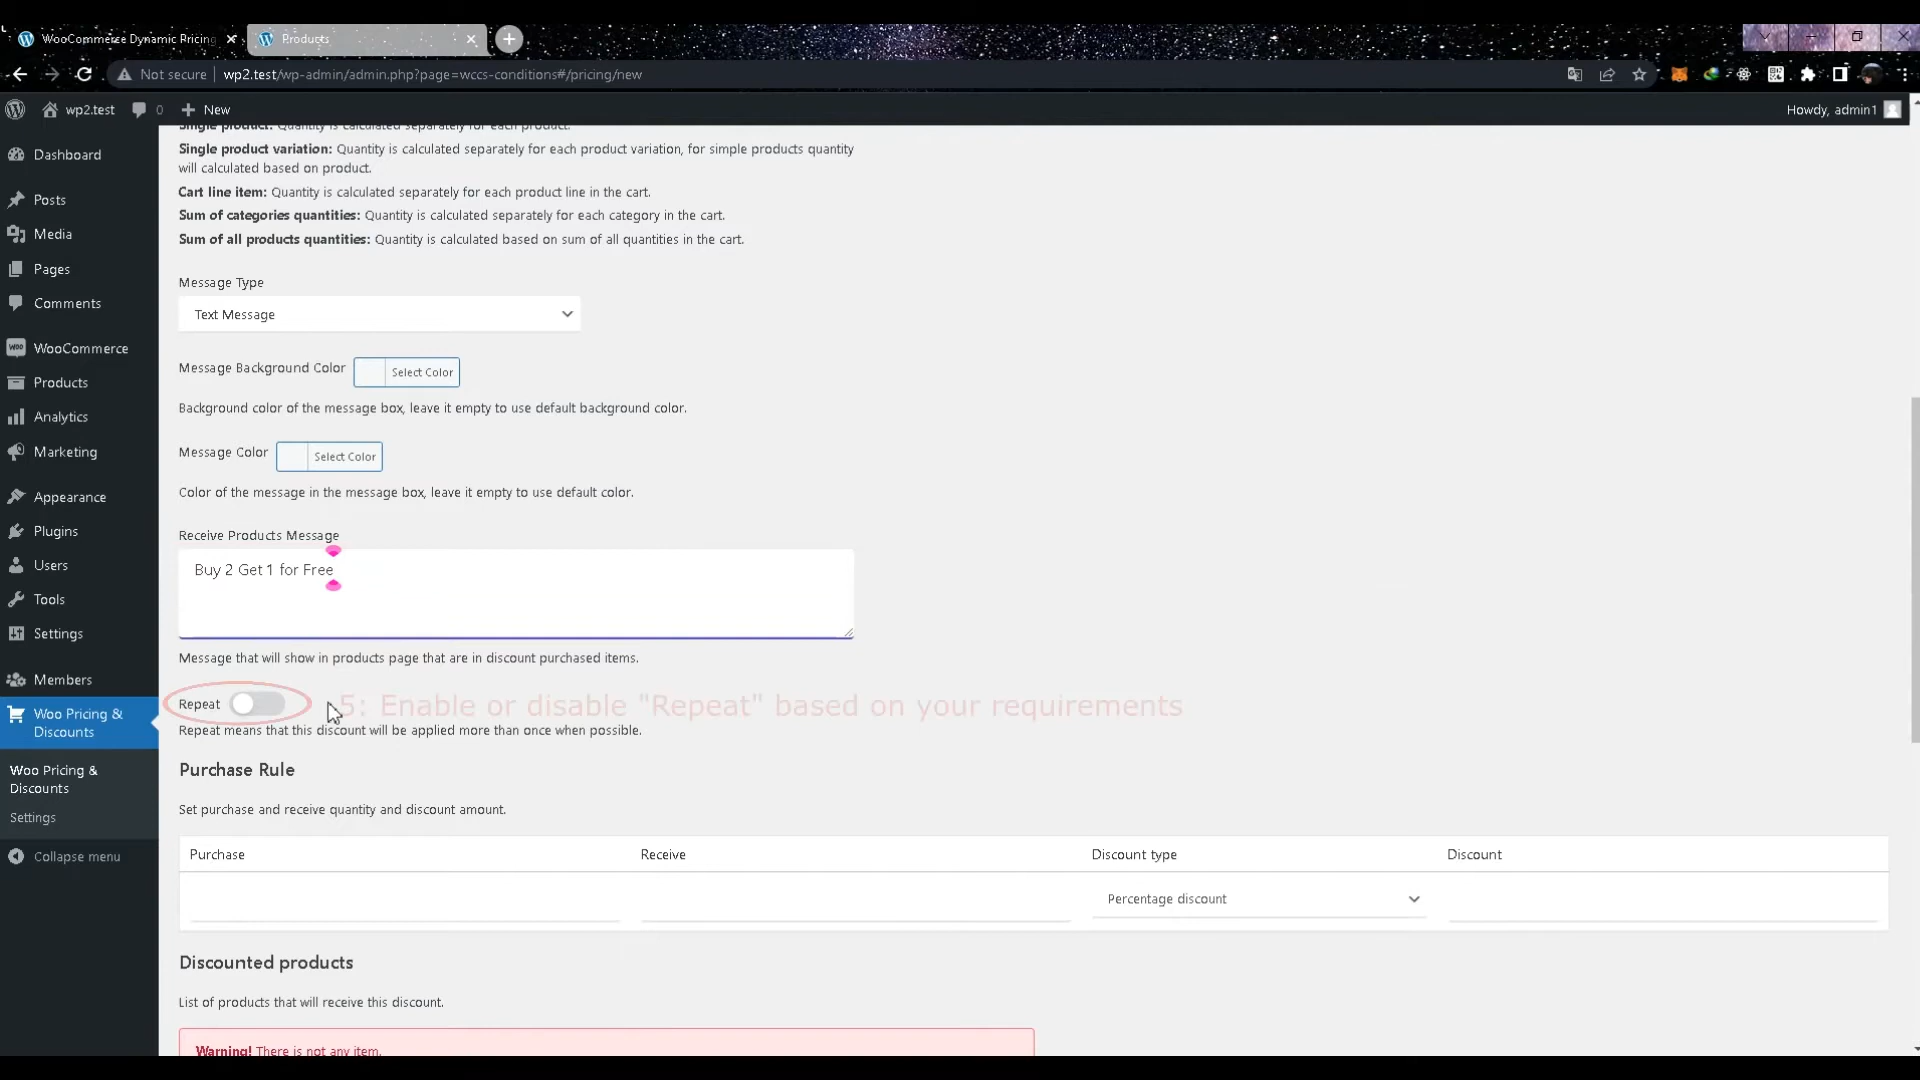 WooCommerce Dynamic Pricing
Products
Not secure
wp2.test/wp-admin/admin.php?page=wccs-conditions#/pricing/new
wp2.test
0
New
Howdy, admin1
Dashboard
Posts
Media
Pages
Comments
WooCommerce
Products
Analytics
Marketing
Appearance
Plugins
Users
Tools
Settings
Members
Woo Pricing &
Discounts
Woo Pricing &
Discounts
Settings
Collapse menu
Single product: Quantity is calculated separately for each product.
Single product variation: Quantity is calculated separately for each product variation, for simple products quantity
will calculated based on product.
Cart line item: Quantity is calculated separately for each product line in the cart.
Sum of categories quantities: Quantity is calculated separately for each category in the cart.
Sum of all products quantities: Quantity is calculated based on sum of all quantities in the cart.
Message Type
Text Message
Message Background Color
Select Color
Background color of the message box, leave it empty to use default background color.
Message Color
Select Color
Color of the message in the message box, leave it empty to use default color.
Receive Products Message
Buy 2 Get 1 for Free
Message that will show in products page that are in discount purchased items.
Repeat
5: Enable or disable "Repeat" based on your requirements
Repeat means that this discount will be applied more than once when possible.
Purchase Rule
Set purchase and receive quantity and discount amount.
Purchase
Receive
Discount type
Discount
Percentage discount
Discounted products
List of products that will receive this discount.
Warning! There is not any item.